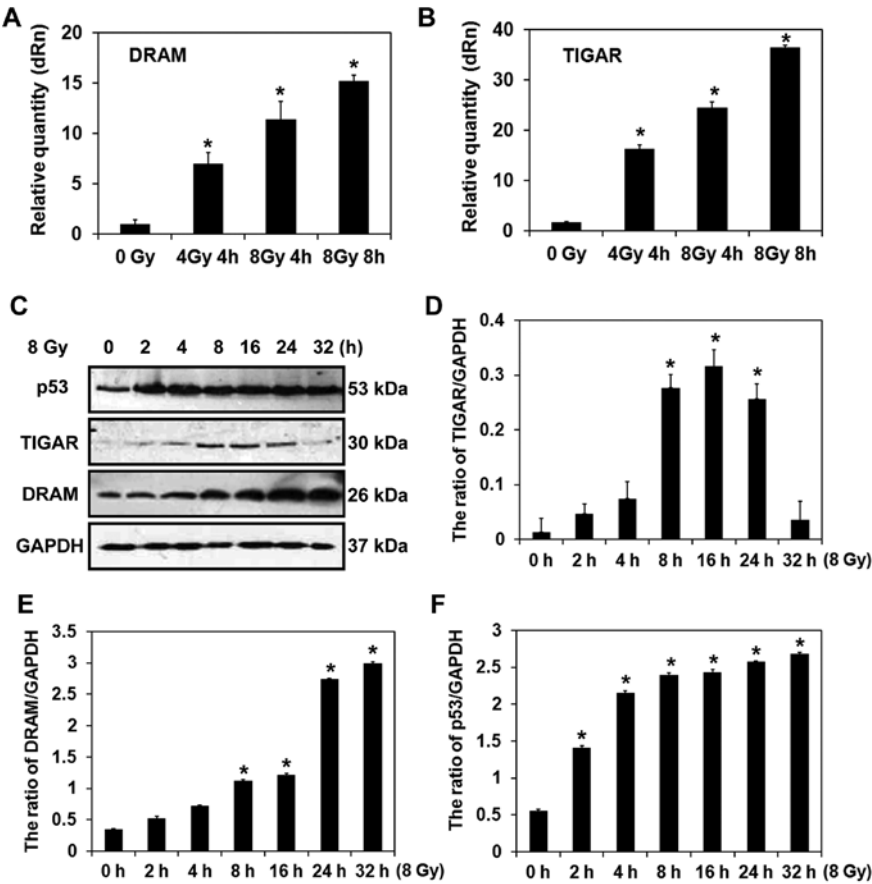 A
DRAM
Relative quantity (dRn)
20
15
10
5
0
* * *
0 Gy 4Gy 4h 8Gy 4h 8Gy 8h
B
TIGAR
Relative quantity (dRn)
40
30
20
10
0
* * *
0 Gy 4Gy 4h 8Gy 4h 8Gy 8h
C
8 Gy 0 2 4 8 16 24 32 (h)
p53 53 kDa
TIGAR 30 kDa
DRAM 26 kDa
GAPDH 37 kDa
D
The ratio of TIGAR/GAPDH
0.4
0.3
0.2
0.1
0
* * *
0 h 2 h 4 h 8 h 16 h 24 h 32 h (8 Gy)
E
The ratio of DRAM/GAPDH
3.5
3
2.5
2
1.5
1
0.5
0
* * * *
0 h 2 h 4 h 8 h 16 h 24 h 32 h (8 Gy)
F
The ratio of p53/GAPDH
3
2.5
2
1.5
1
0.5
0
* * * * * *
0 h 2 h 4 h 8 h 16 h 24 h 32 h (8 Gy)